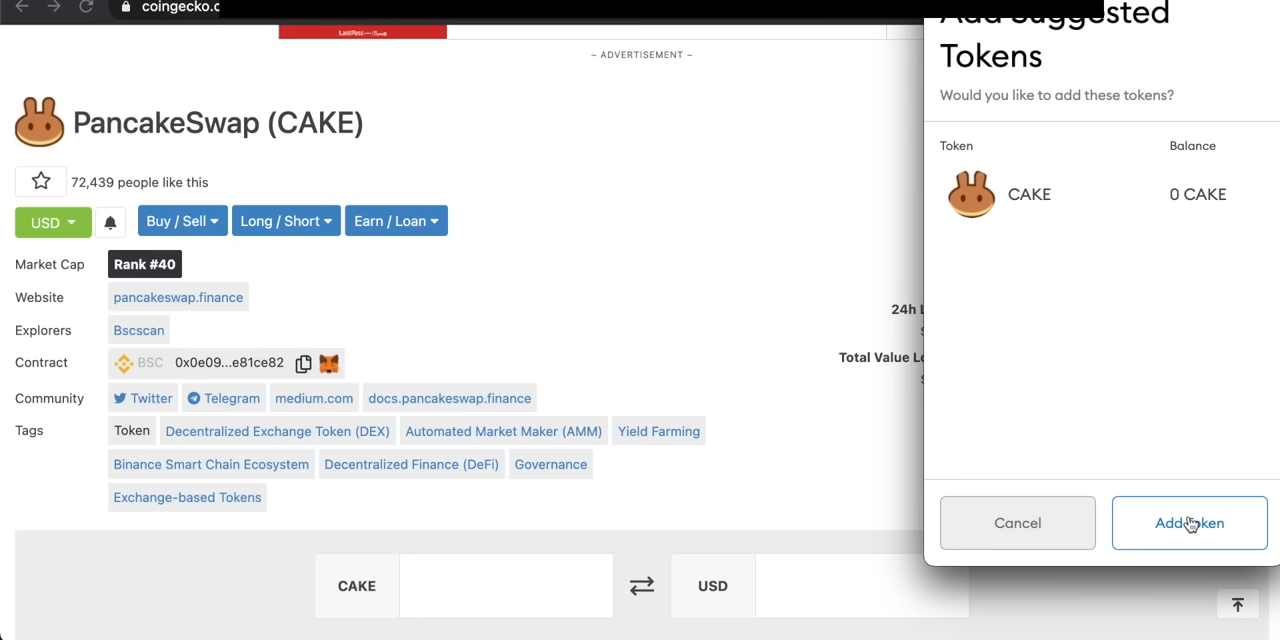 coingecko.c
Add Suggested
Tokens
Would you like to add these tokens?
Token Balance
CAKE 0 CAKE
Cancel Add Token
LastPass
~ ADVERTISEMENT ~
PancakeSwap (CAKE)
72,439 people like this
USD Buy / Sell Long / Short Earn / Loan
Market Cap Rank #40
Website pancakeswap.finance
Explorers Bscscan
Contract BSC 0x0e09...e81ce82
Community Twitter Telegram medium.com docs.pancakeswap.finance
Tags Token Decentralized Exchange Token (DEX) Automated Market Maker (AMM) Yield Farming
Binance Smart Chain Ecosystem Decentralized Finance (DeFi) Governance
Exchange-based Tokens
24h
Total Value
CAKE USD